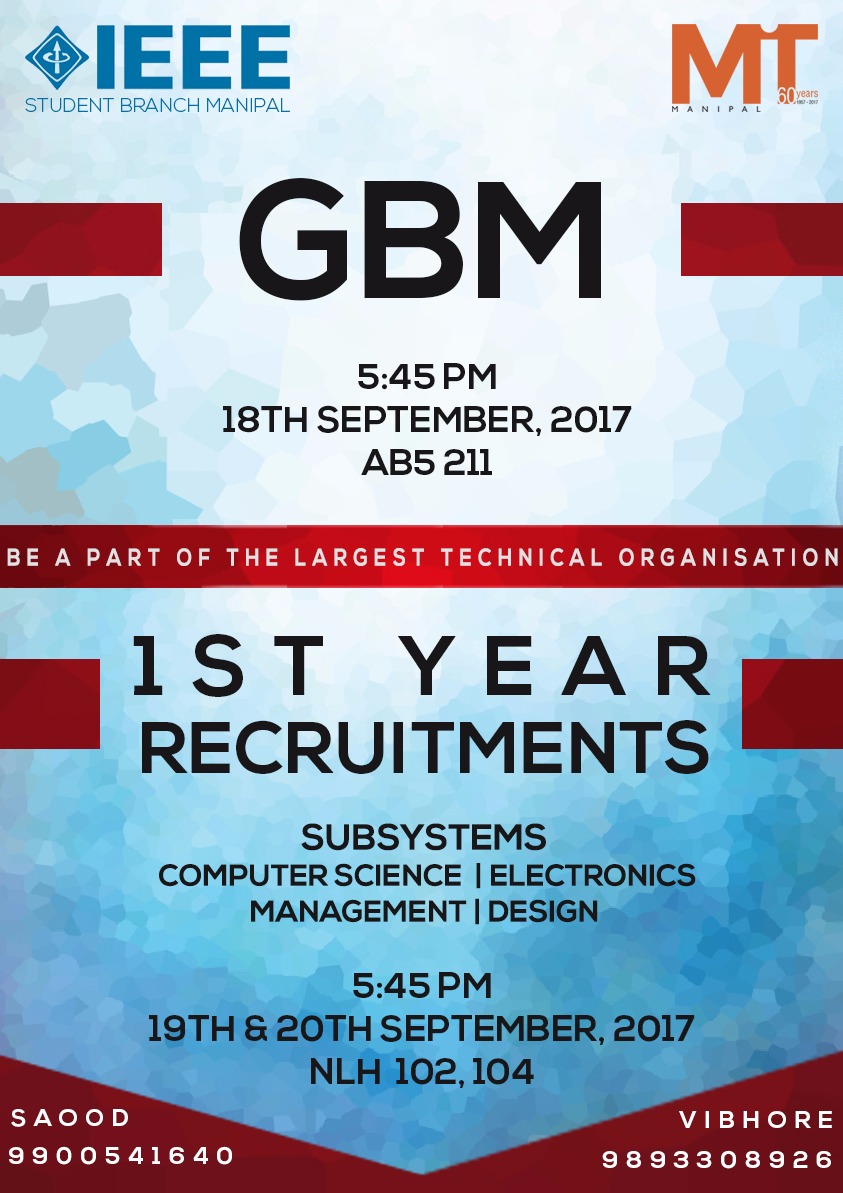 IEEE
STUDENT BRANCH MANIPAL
MIT
MANIPAL
60 years
1957 - 2017
GBM
5:45 PM
18TH SEPTEMBER, 2017
AB5 211
BE A PART OF THE LARGEST TECHNICAL ORGANISATION
1ST YEAR
RECRUITMENTS
SUBSYSTEMS
COMPUTER SCIENCE | ELECTRONICS
MANAGEMENT | DESIGN
5:45 PM
19TH & 20TH SEPTEMBER, 2017
NLH 102, 104
SAOOD
9900541640
VIBHORE
9893308926